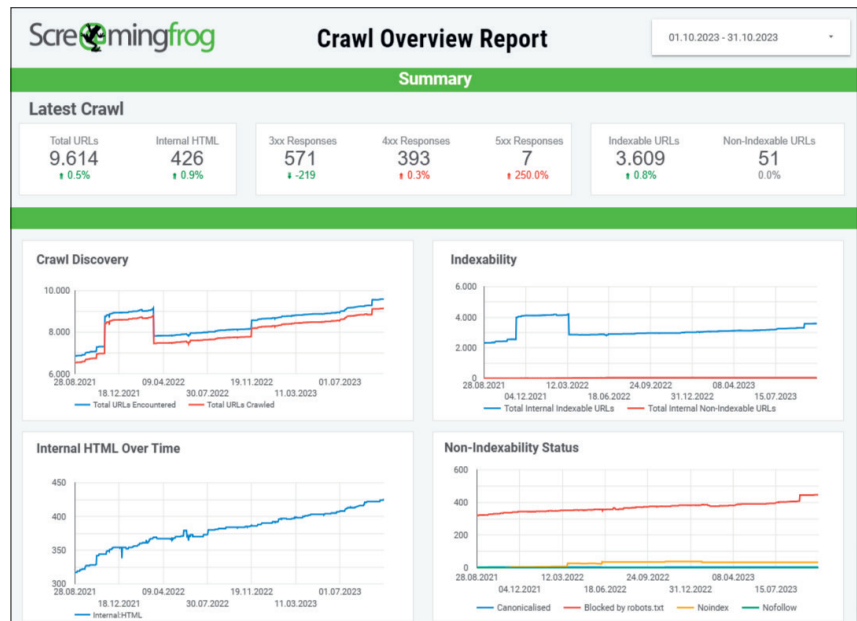 Screamingfrog
Crawl Overview Report
01.10.2023 - 31.10.2023
Summary
Latest Crawl
Total URLs
9.614
0.5%
Internal HTML
426
0.9%
3xx Responses
571
-219
4xx Responses
393
0.3%
5xx Responses
7
250.0%
Indexable URLs
3.609
0.8%
Non-Indexable URLs
51
0.0%
Crawl Discovery
10.000
8.000
6.000
28.08.2021 09.04.2022 19.11.2022 01.07.2023
18.12.2021 30.07.2022 11.03.2023
Total URLs Encountered Total URLs Crawled
Indexability
6.000
4.000
2.000
0
28.08.2021 12.03.2022 24.09.2022 08.04.2023
04.12.2021 18.06.2022 31.12.2022 15.07.2023
Total Internal Indexable URLs Total Internal Non-Indexable URLs
Internal HTML Over Time
450
400
350
300
28.08.2021 09.04.2022 19.11.2022 01.07.2023
18.12.2021 30.07.2022 11.03.2023
Internal:HTML
Non-Indexability Status
600
400
200
0
28.08.2021 12.03.2022 24.09.2022 08.04.2023
04.12.2021 18.06.2022 31.12.2022 15.07.2023
Canonicalised Blocked by robots.txt Noindex Nofollow